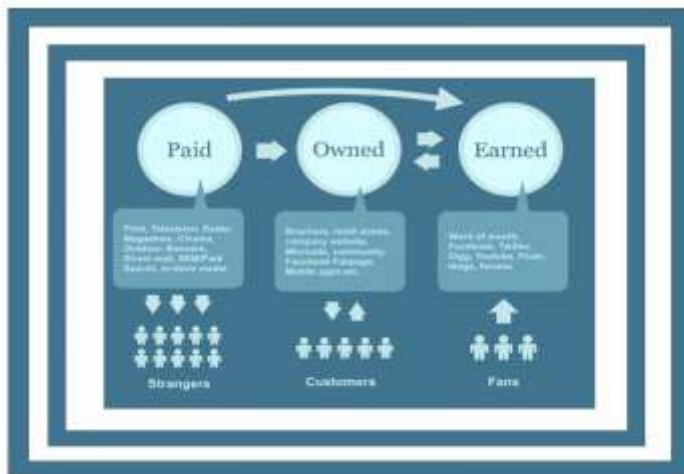 Paid
Owned
Earned
Print, Television, Radio,
Magazines, Cinema,
Outdoor, Banners,
Direct mail, SEM/Paid
Search, in-store media
Brochure, retail stores,
company website,
Microsite, community,
Facebook Fanpage,
Mobile apps etc.
Word of mouth,
Facebook, Twitter,
Digg, Youtube, Flickr,
blogs, forums
Strangers
Customers
Fans